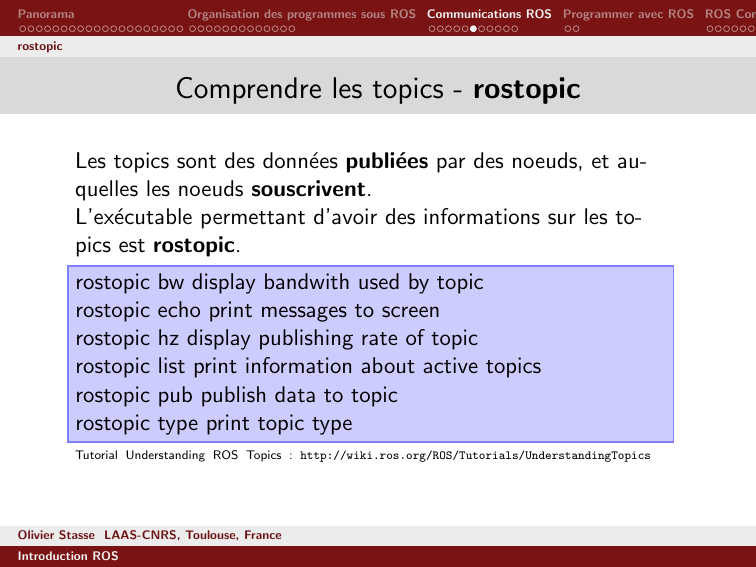 Panorama
Organisation des programmes sous ROS
Communications ROS
Programmer avec ROS
ROS Con
rostopic
Comprendre les topics - rostopic
Les topics sont des données publiées par des noeuds, et au-
quelles les noeuds souscrivent.
L'exécutable permettant d'avoir des informations sur les to-
pics est rostopic.
rostopic bw display bandwith used by topic
rostopic echo print messages to screen
rostopic hz display publishing rate of topic
rostopic list print information about active topics
rostopic pub publish data to topic
rostopic type print topic type
Tutorial Understanding ROS Topics : http://wiki.ros.org/ROS/Tutorials/UnderstandingTopics
Olivier Stasse LAAS-CNRS, Toulouse, France
Introduction ROS